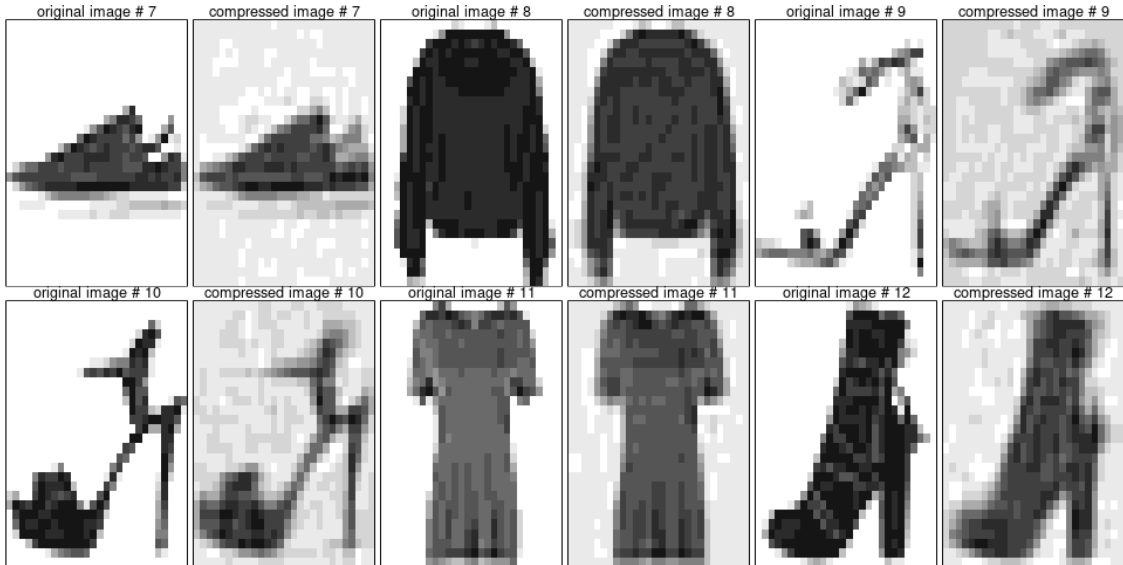 original image # 7
compressed image # 7
original image # 8
compressed image # 8
original image # 9
compressed image # 9
original image # 10
compressed image # 10
original image # 11
compressed image # 11
original image # 12
compressed image # 12